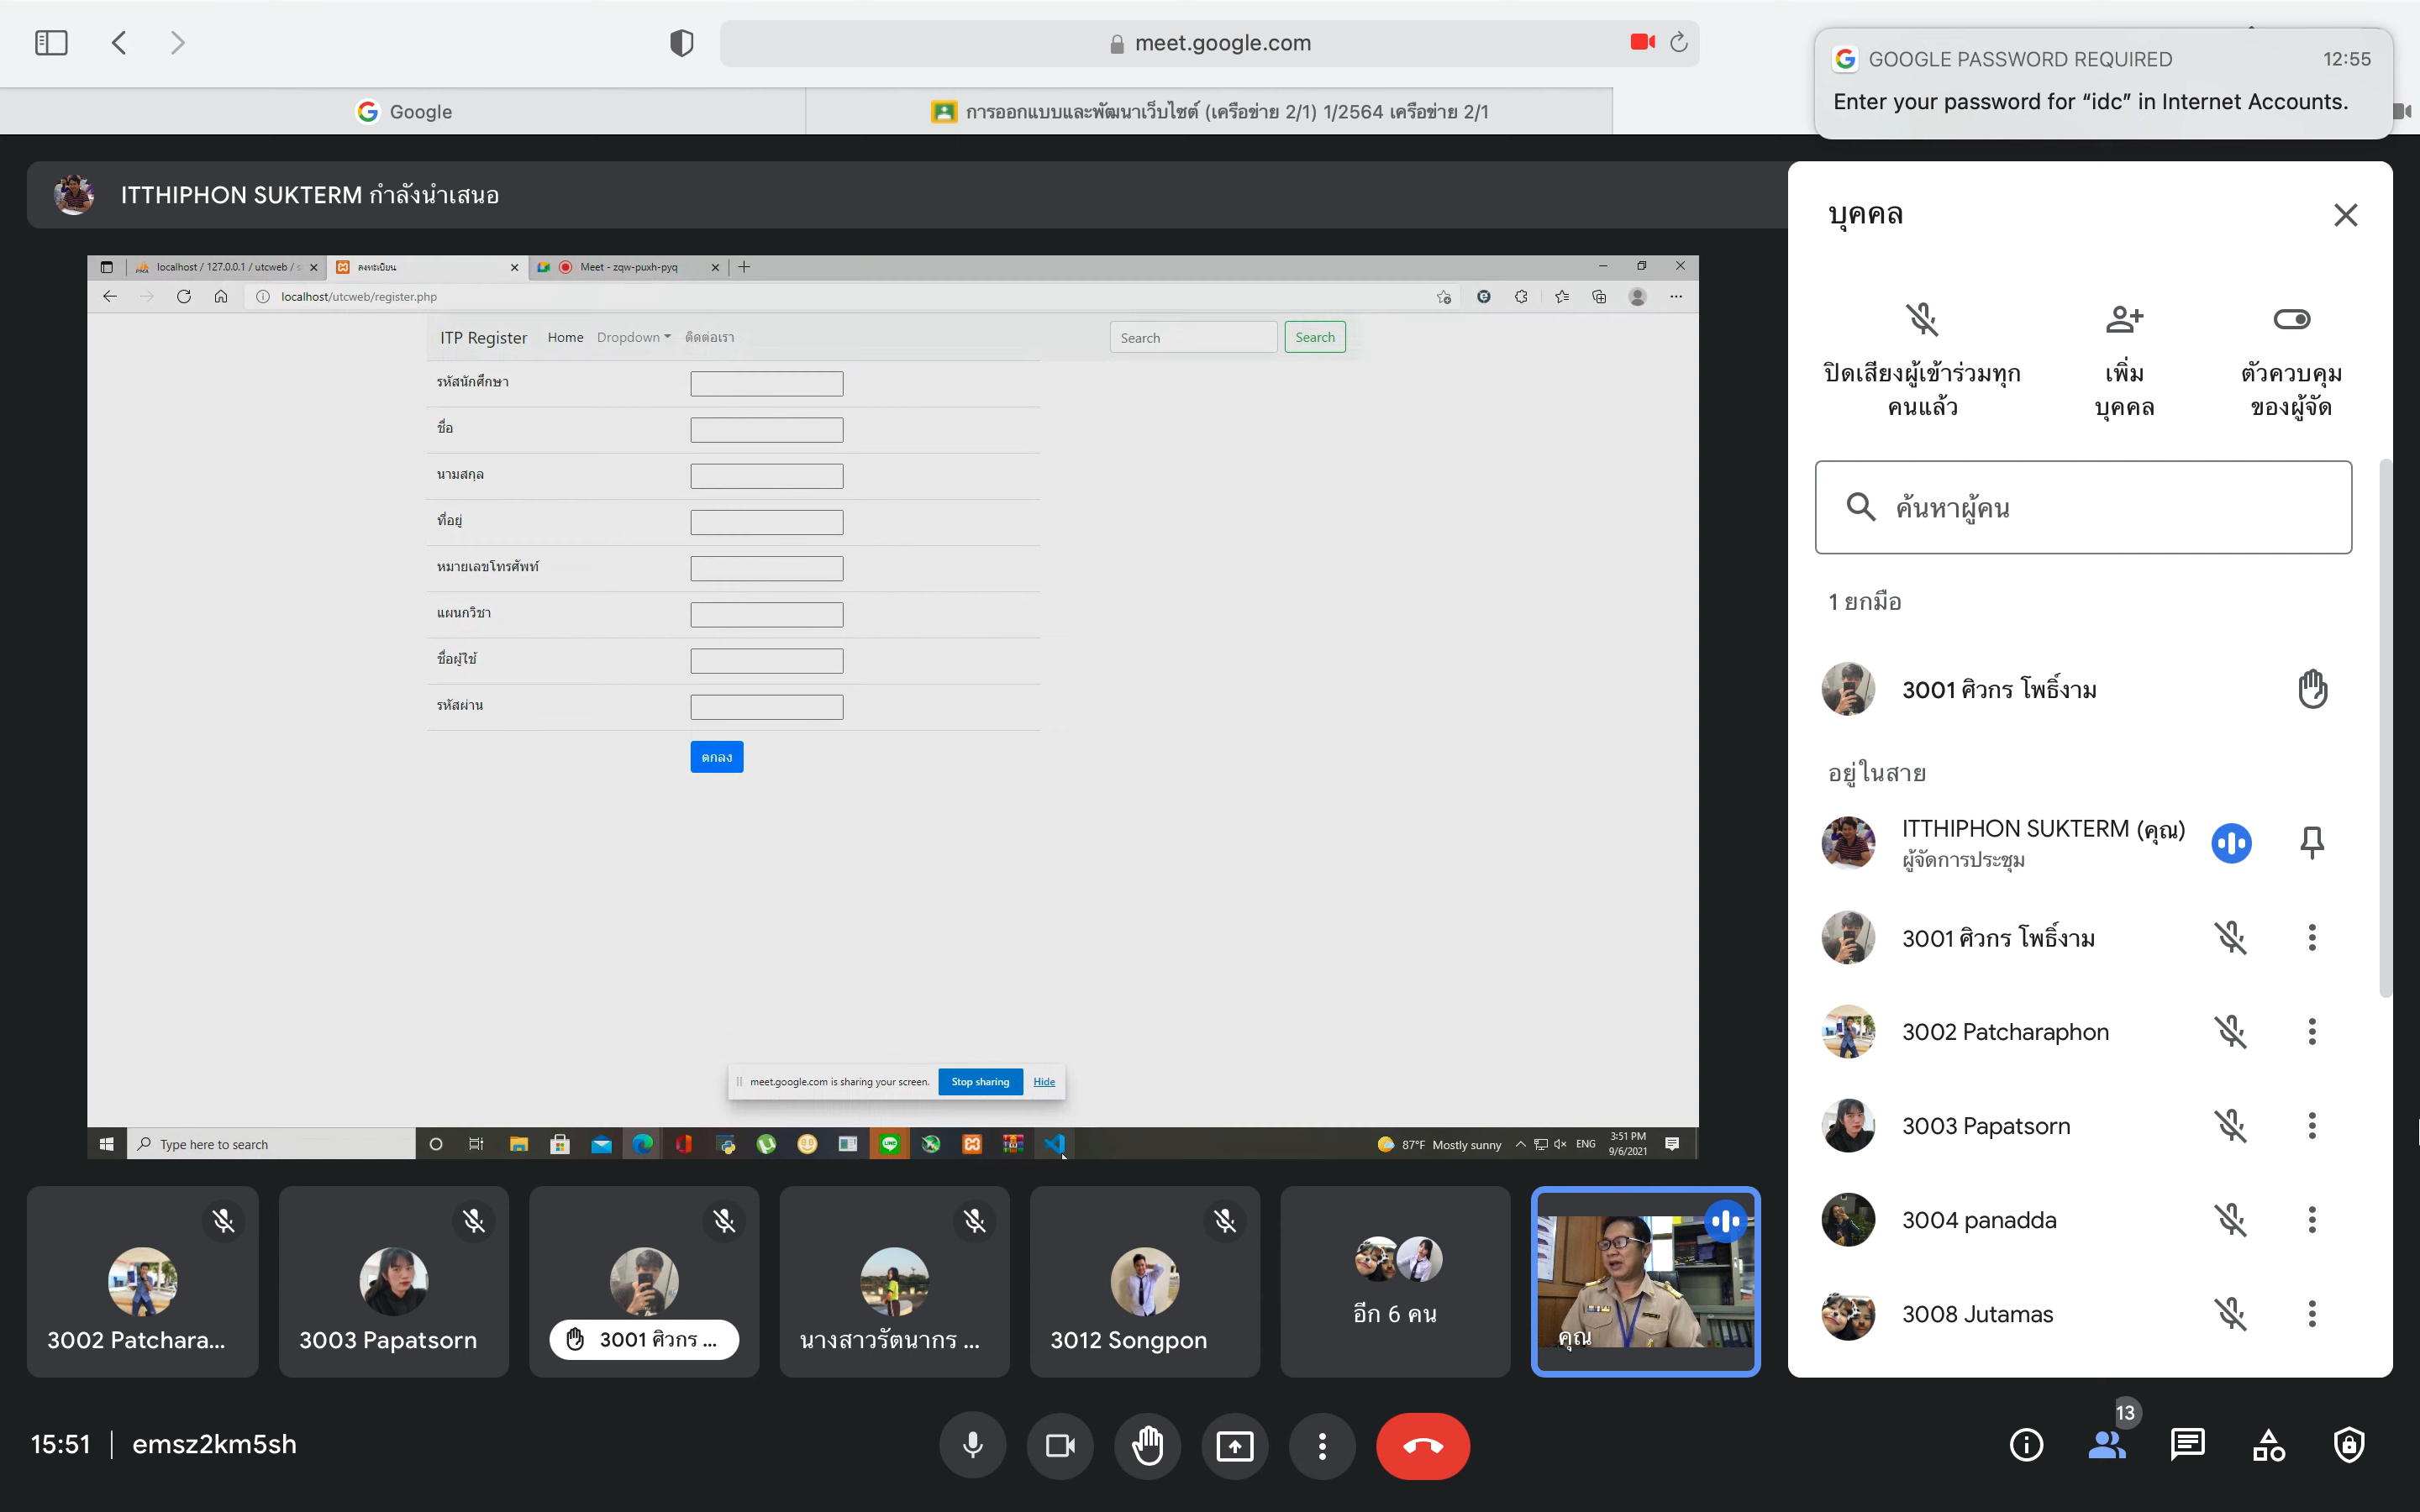 meet.google.com
GOOGLE PASSWORD REQUIRED
12:55
Enter your password for “idc” in Internet Accounts.
Google
การออกแบบและพัฒนาเว็บไซต์ (เครือข่าย 2/1) 1/2564 เครือข่าย 2/1
ITTHIPHON SUKTERM กำลังนำเสนอ
localhost / 127.0.0.1 / utcweb / s
ลงทะเบียน
Meet - zqw-puxh-pyq
localhost/utcweb/register.php
ITP Register
Home
Dropdown
ติดต่อเรา
Search
Search
รหัสนักศึกษา
ชื่อ
นามสกุล
ที่อยู่
หมายเลขโทรศัพท์
แผนกวิชา
ชื่อผู้ใช้
รหัสผ่าน
ตกลง
meet.google.com is sharing your screen.
Stop sharing
Hide
Type here to search
87°F Mostly sunny
ENG
3:51 PM
9/6/2021
บุคคล
ปิดเสียงผู้เข้าร่วมทุก
คนแล้ว
เพิ่ม
บุคคล
ตัวควบคุม
ของผู้จัด
ค้นหาผู้คน
1 ยกมือ
3001 ศิวกร โพธิ์งาม
อยู่ในสาย
ITTHIPHON SUKTERM (คุณ)
ผู้จัดการประชุม
3001 ศิวกร โพธิ์งาม
3002 Patcharaphon
3003 Papatsorn
3004 panadda
3008 Jutamas
3002 Patchara...
3003 Papatsorn
3001 ศิวกร ...
นางสาวรัตนากร ...
3012 Songpon
อีก 6 คน
คุณ
15:51
emsz2km5sh
13